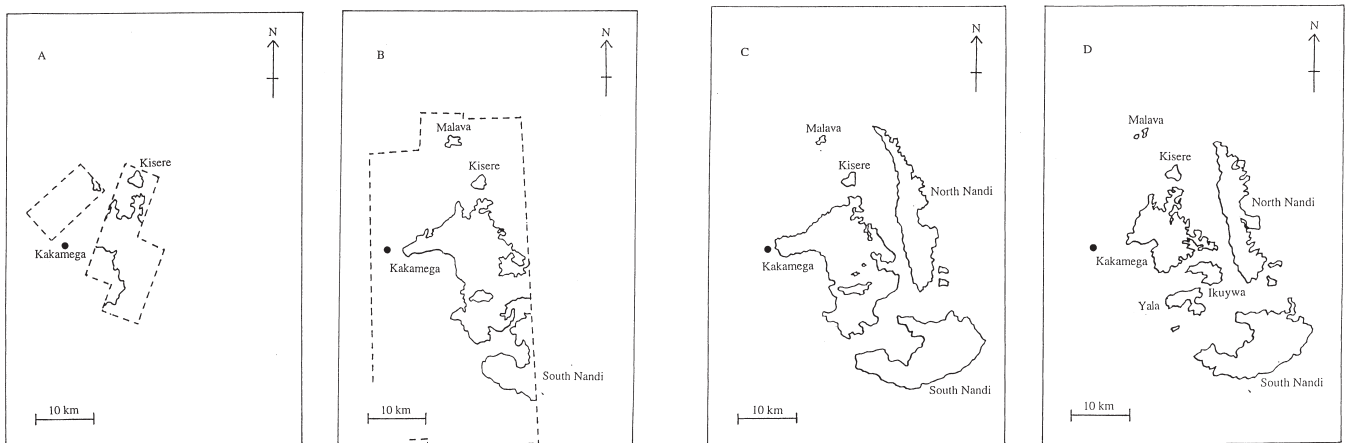 A
N
Kisere
Kakamega
10 km
B
N
Malava
Kisere
Kakamega
South Nandi
10 km
C
N
Malava
Kisere
North Nandi
Kakamega
South Nandi
10 km
D
N
Malava
Kisere
North Nandi
Kakamega
Ikuywa
Yala
South Nandi
10 km